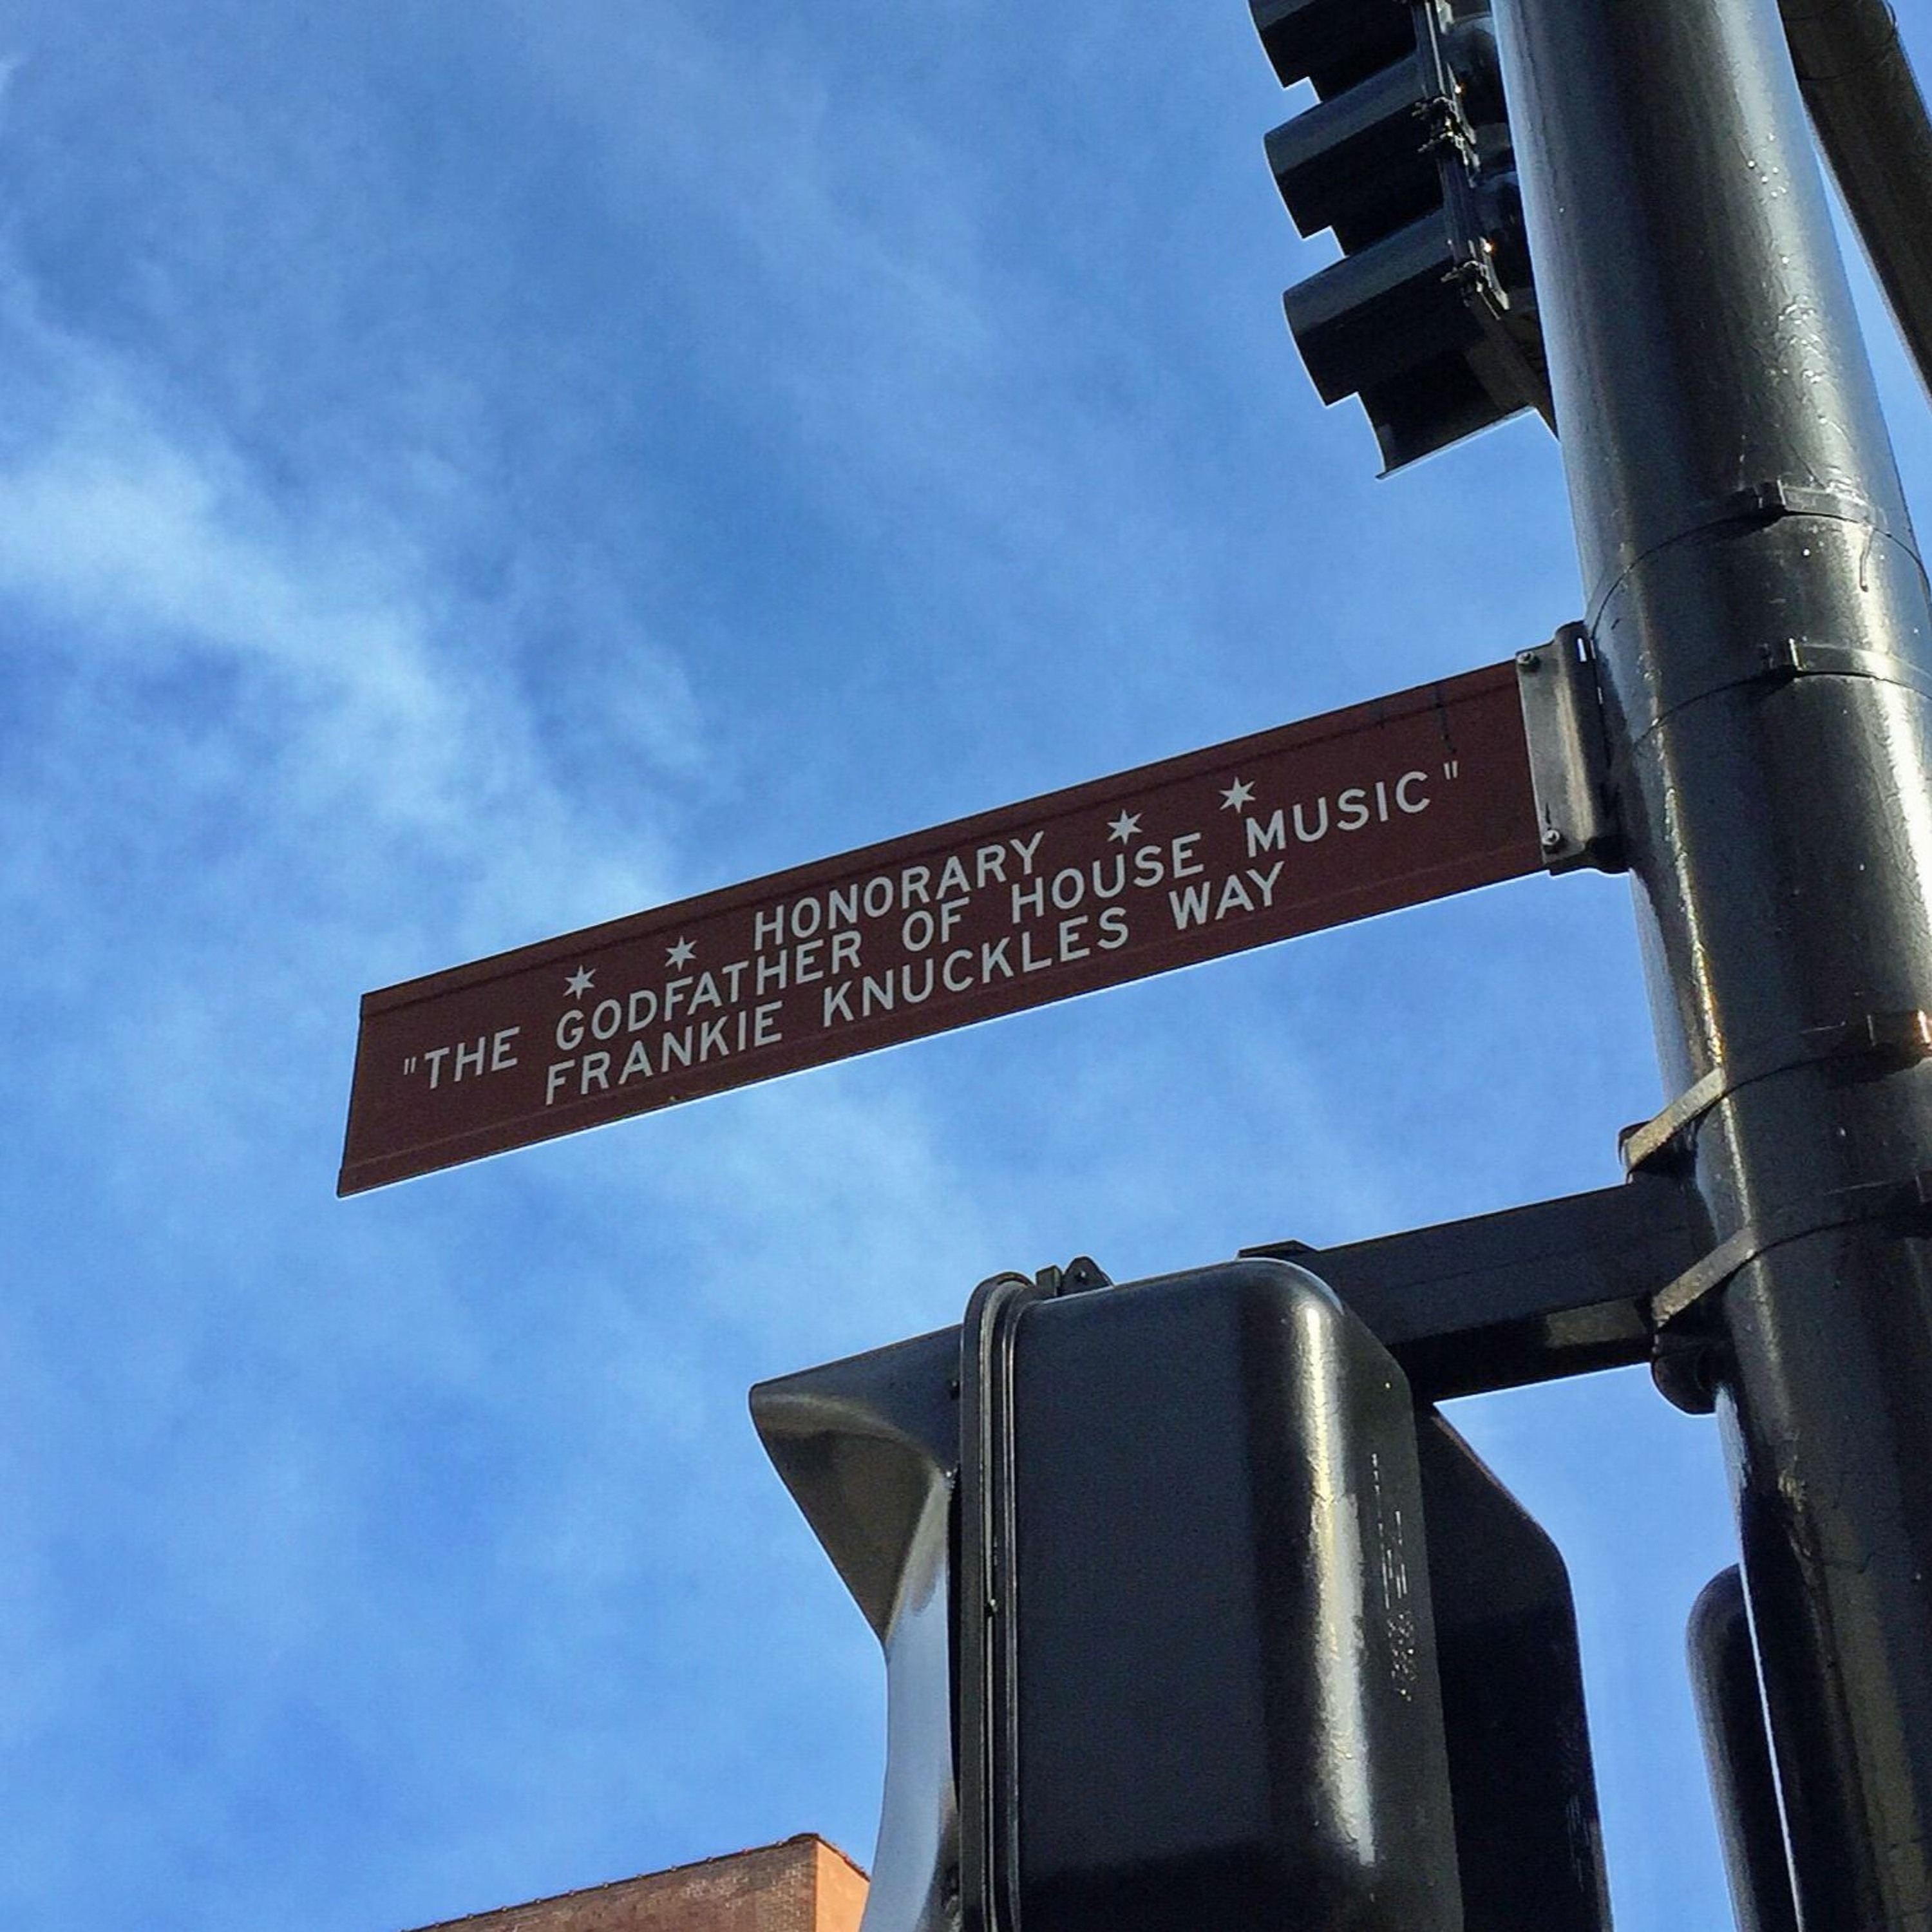 HONORARY
"THE GODFATHER OF HOUSE MUSIC"
FRANKIE KNUCKLES WAY